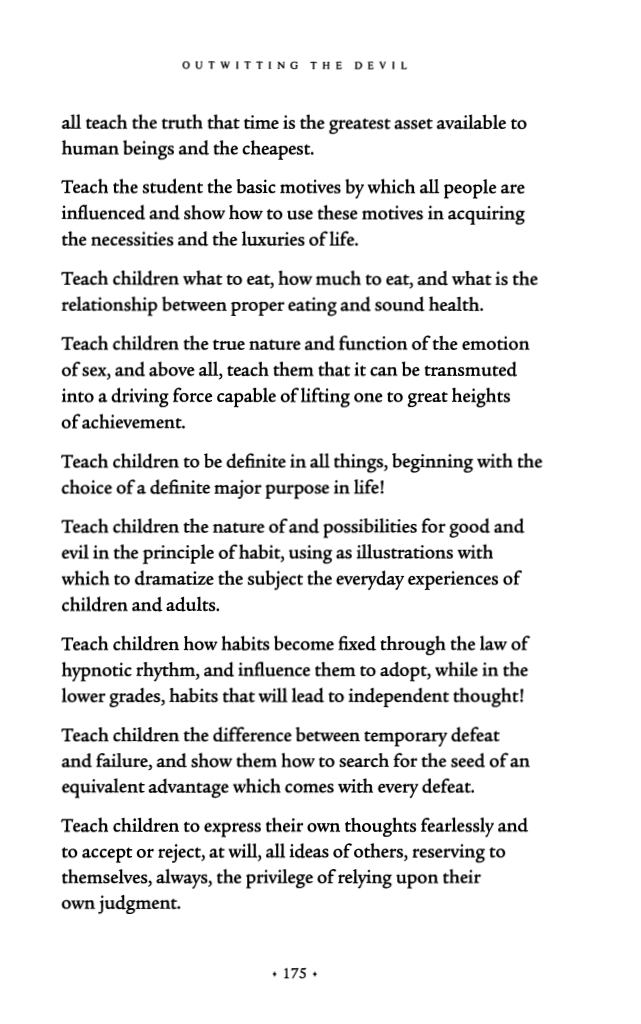 OUTWITTING THE DEVIL
all teach the truth that time is the greatest asset available to
human beings and the cheapest.
Teach the student the basic motives by which all people are
influenced and show how to use these motives in acquiring
the necessities and the luxuries of life.
Teach children what to eat, how much to eat, and what is the
relationship between proper eating and sound health.
Teach children the true nature and function of the emotion
of sex, and above all, teach them that it can be transmuted
into a driving force capable of lifting one to great heights
of achievement.
Teach children to be definite in all things, beginning with the
choice of a definite major purpose in life!
Teach children the nature of and possibilities for good and
evil in the principle of habit, using as illustrations with
which to dramatize the subject the everyday experiences of
children and adults.
Teach children how habits become fixed through the law of
hypnotic rhythm, and influence them to adopt, while in the
lower grades, habits that will lead to independent thought!
Teach children the difference between temporary defeat
and failure, and show them how to search for the seed of an
equivalent advantage which comes with every defeat.
Teach children to express their own thoughts fearlessly and
to accept or reject, at will, all ideas of others, reserving to
themselves, always, the privilege of relying upon their
own judgment.
• 175 •